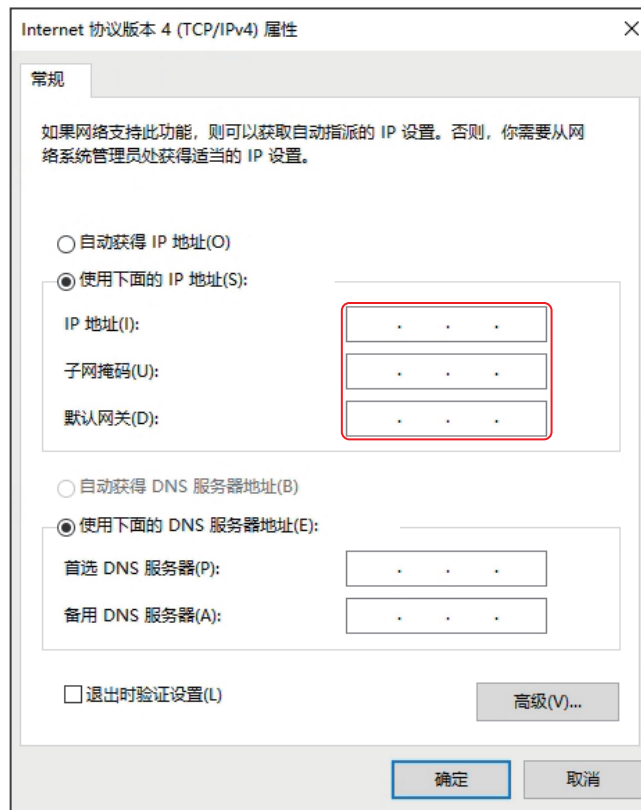 Internet 协议版本 4 (TCP/IPv4) 属性
常规
如果网络支持此功能，则可以获取自动指派的 IP 设置。否则，你需要从网
络系统管理员处获得适当的 IP 设置。
自动获得 IP 地址(O)
使用下面的 IP 地址(S):
IP 地址(I):
子网掩码(U):
默认网关(D):
自动获得 DNS 服务器地址(B)
使用下面的 DNS 服务器地址(E):
首选 DNS 服务器(P):
备用 DNS 服务器(A):
退出时验证设置(L)
高级(V)...
确定
取消